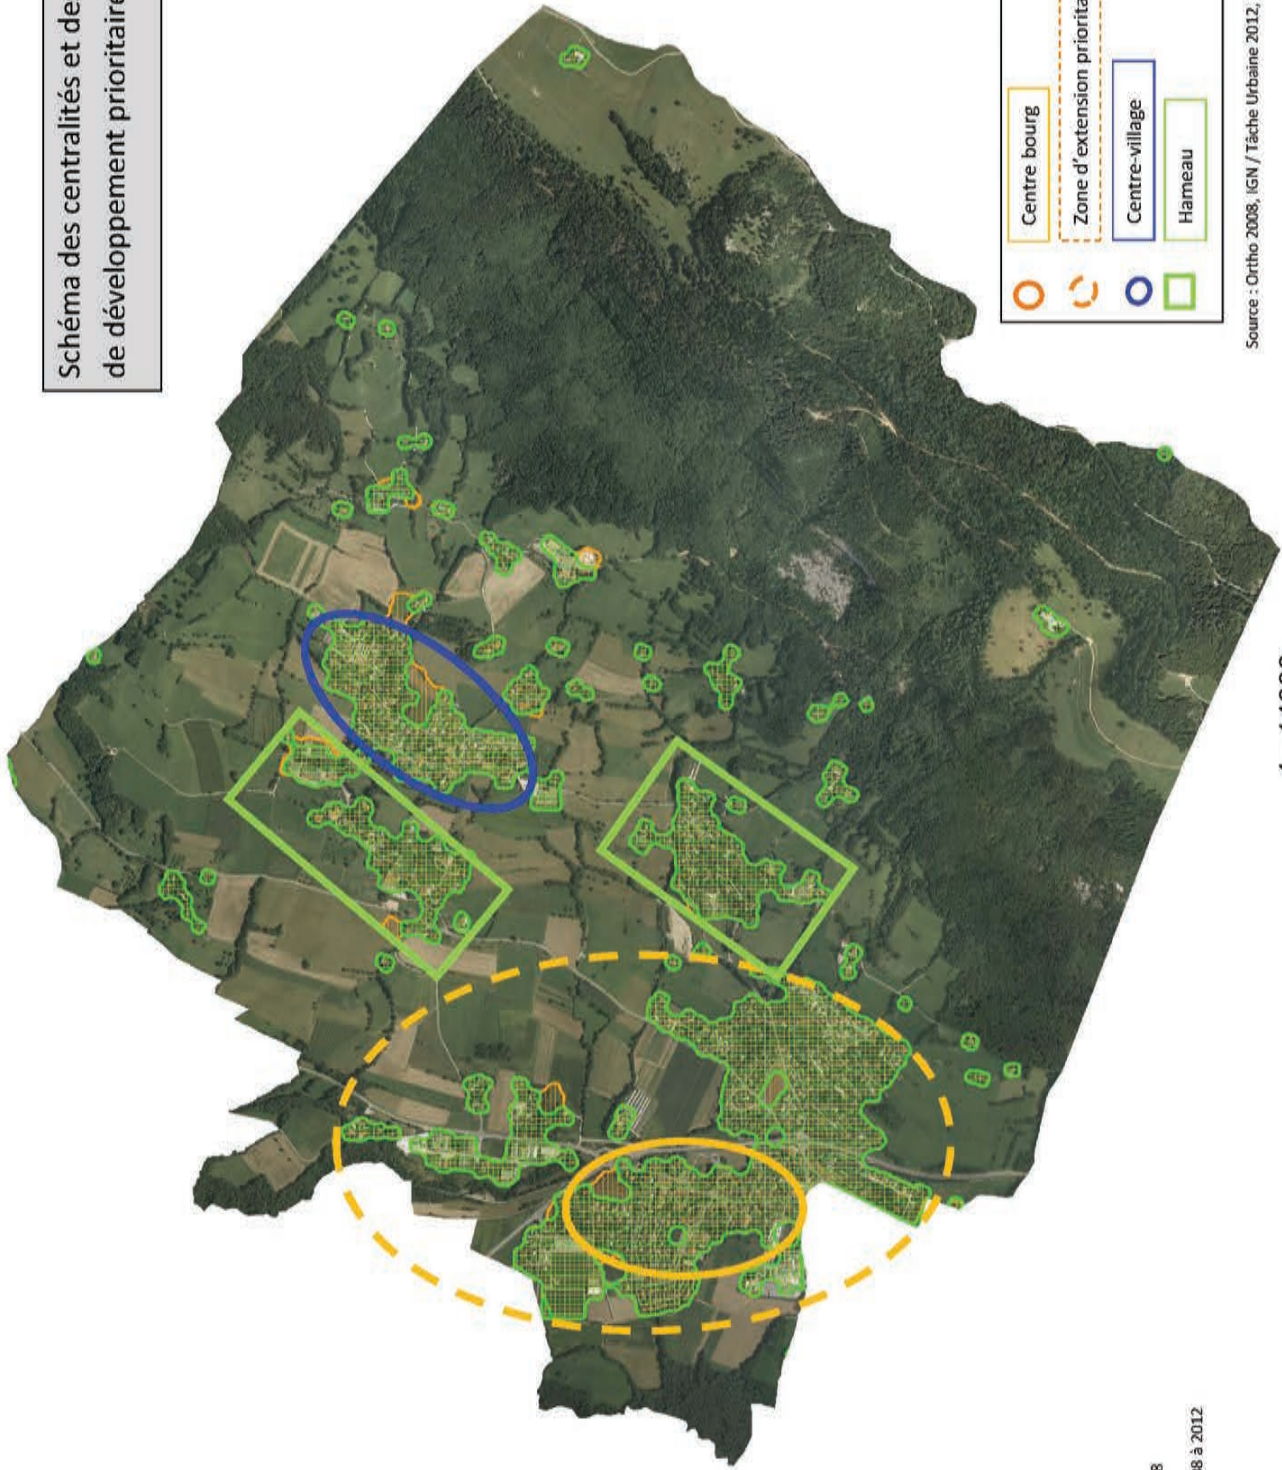 Schéma des centralités et de
de développement prioritaire
Centre bourg
Zone d'extension priorita
Centre-village
Hameau
Source : Ortho 2008, IGN / Tâche Urbaine 2012,
8
8 à 2012